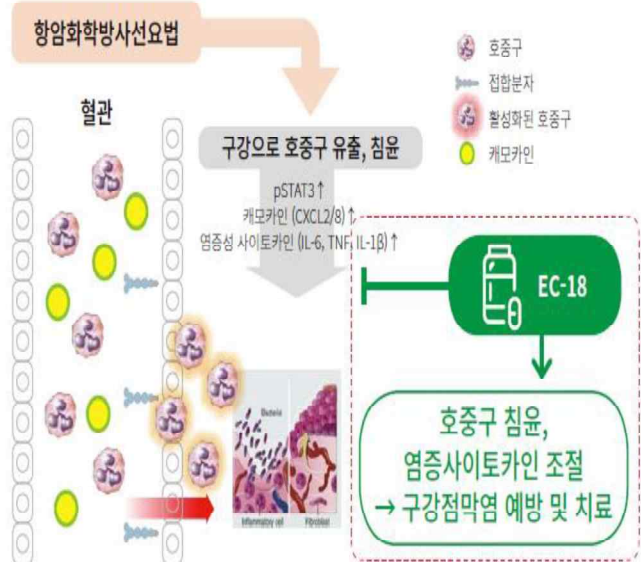 항암화학방사선요법
호중구
접합분자
활성화된 호중구
캐모카인
혈관
구강으로 호중구 유출, 침윤
pSTAT3↑
캐모카인 (CXCL2/8)↑
염증성 사이토카인 (IL-6, TNF, IL-1β)↑
EC-18
호중구 침윤,
염증사이토카인 조절
→ 구강점막염 예방 및 치료
Bacteria
Inflammatory cell
Fibroblast